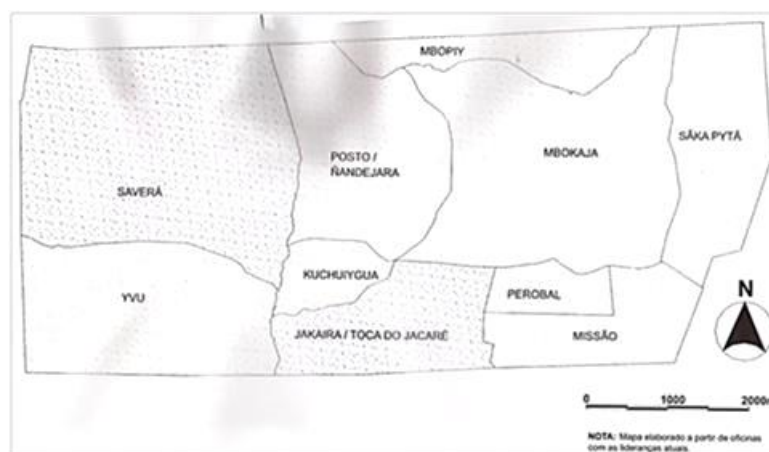 MBOPIY
SÃKA PYTÃ
MBOKAJA
POSTO /
ÑANDEJARA
SAVERÁ
KUCHUIYGUA
PEROBAL
YVU
JAKAIRA / TOCA DO JACARÉ
MISSÃO
N
0 1000 2000
NOTA: Mapa elaborado a partir de oficinas
com as lideranças atuais.